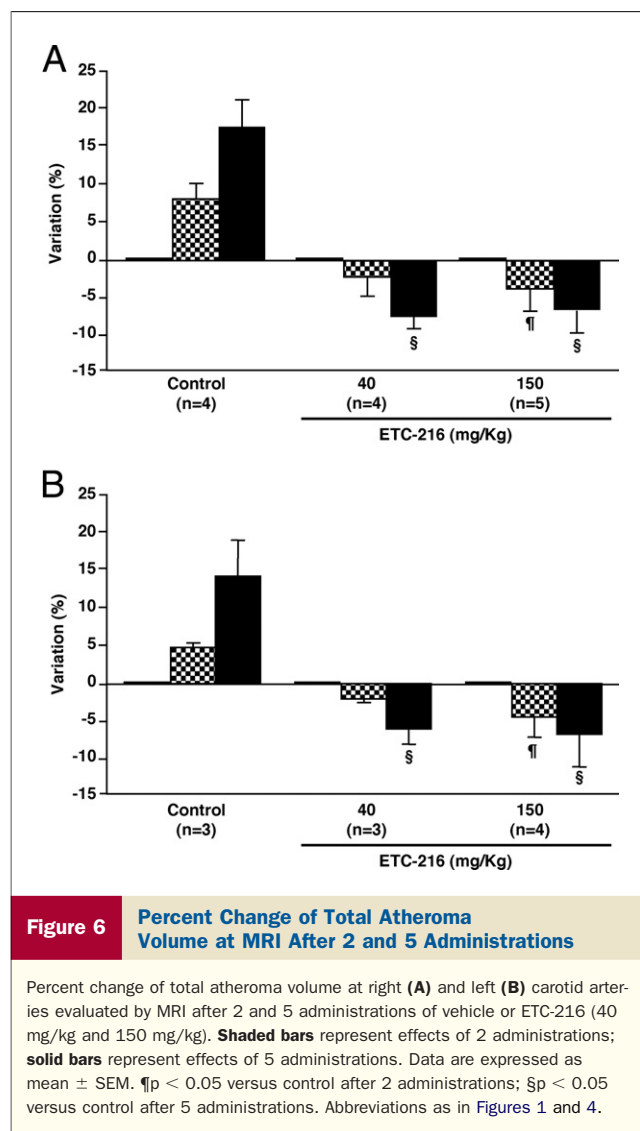 A
25
20
15
10
5
0
-5
-10
-15
Variation (%)
¶
§
§
Control 40 150
(n=4) (n=4) (n=5)
ETC-216 (mg/Kg)
B
25
20
15
10
5
0
-5
-10
-15
Variation (%)
¶
§
§
Control 40 150
(n=3) (n=3) (n=4)
ETC-216 (mg/Kg)
Figure 6
Percent Change of Total Atheroma
Volume at MRI After 2 and 5 Administrations
Percent change of total atheroma volume at right (A) and left (B) carotid arter-
ies evaluated by MRI after 2 and 5 administrations of vehicle or ETC-216 (40
mg/kg and 150 mg/kg). Shaded bars represent effects of 2 administrations;
solid bars represent effects of 5 administrations. Data are expressed as
mean ± SEM. ¶p < 0.05 versus control after 2 administrations; §p < 0.05
versus control after 5 administrations. Abbreviations as in Figures 1 and 4.